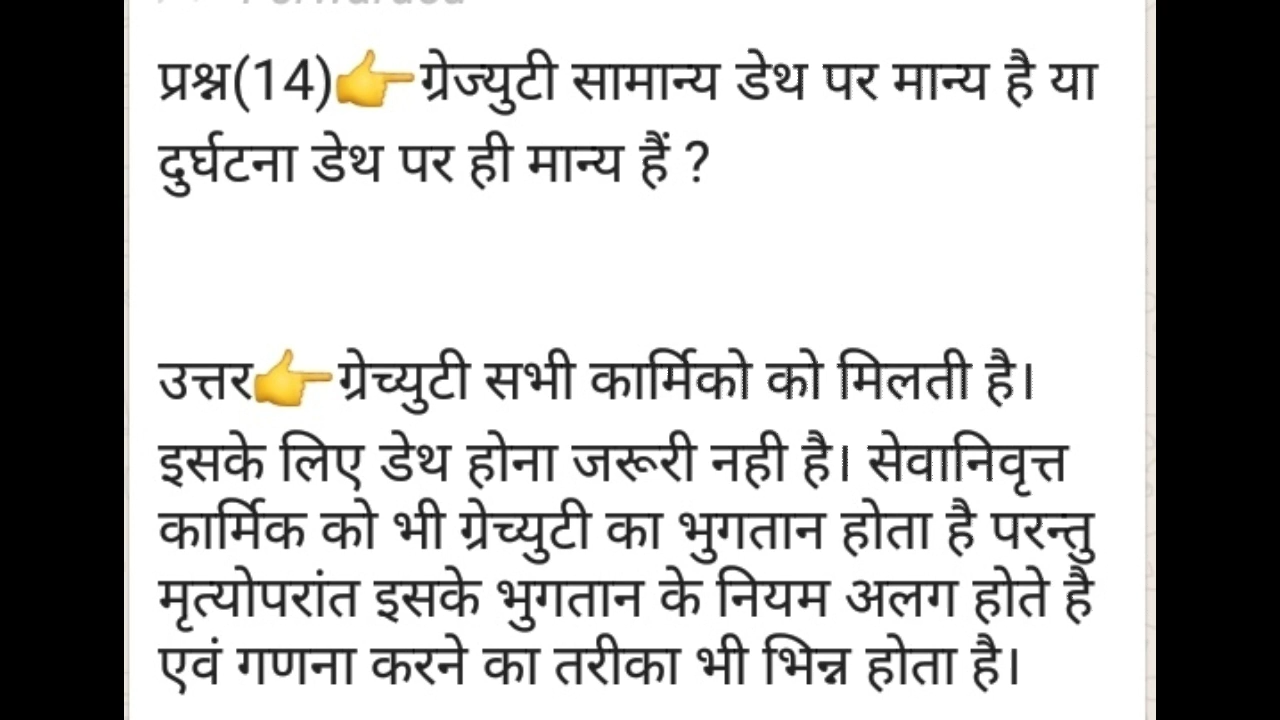 प्रश्न(14)👉ग्रेज्युटी सामान्य डेथ पर मान्य है या
दुर्घटना डेथ पर ही मान्य हैं ?
उत्तर👉ग्रेच्युटी सभी कार्मिको को मिलती है।
इसके लिए डेथ होना जरूरी नही है। सेवानिवृत्त
कार्मिक को भी ग्रेच्युटी का भुगतान होता है परन्तु
मृत्योपरांत इसके भुगतान के नियम अलग होते है
एवं गणना करने का तरीका भी भिन्न होता है।